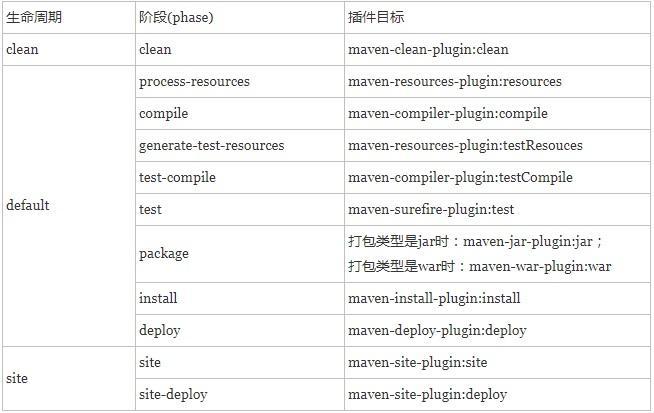 生命周期 阶段(phase) 插件目标
clean clean maven-clean-plugin:clean
process-resources maven-resources-plugin:resources
compile maven-compiler-plugin:compile
generate-test-resources maven-resources-plugin:testResouces
test-compile maven-compiler-plugin:testCompile
default test maven-surefire-plugin:test
package 打包类型是jar时：maven-jar-plugin:jar；
打包类型是war时：maven-war-plugin:war
install maven-install-plugin:install
deploy maven-deploy-plugin:deploy
site site maven-site-plugin:site
site-deploy maven-site-plugin:deploy